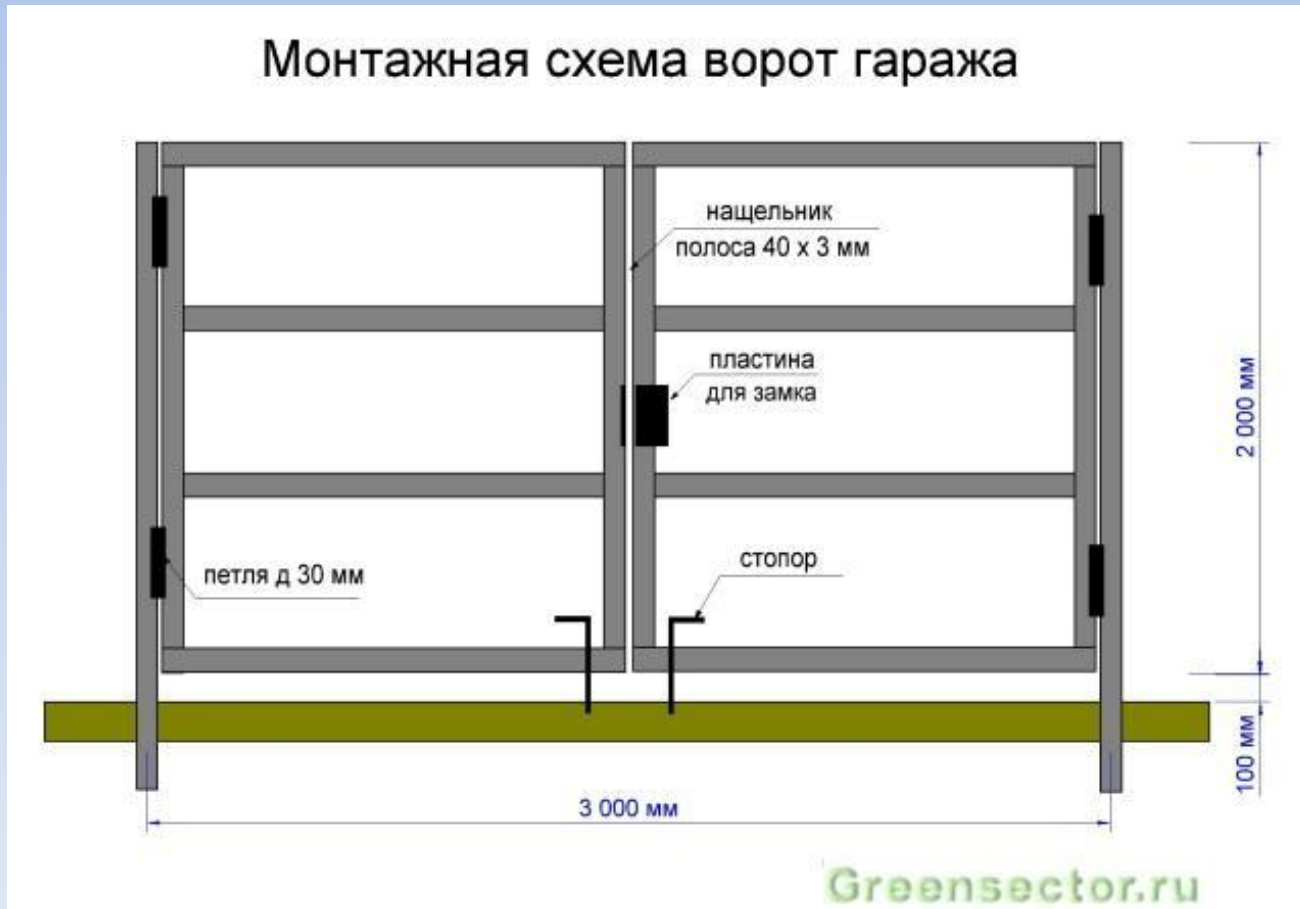 Монтажная схема ворот гаража
нащельник
полоса 40 х 3 мм
пластина
для замка
2 000 мм
стопор
петля д 30 мм
100 мм
3 000 мм
Greensector.ru